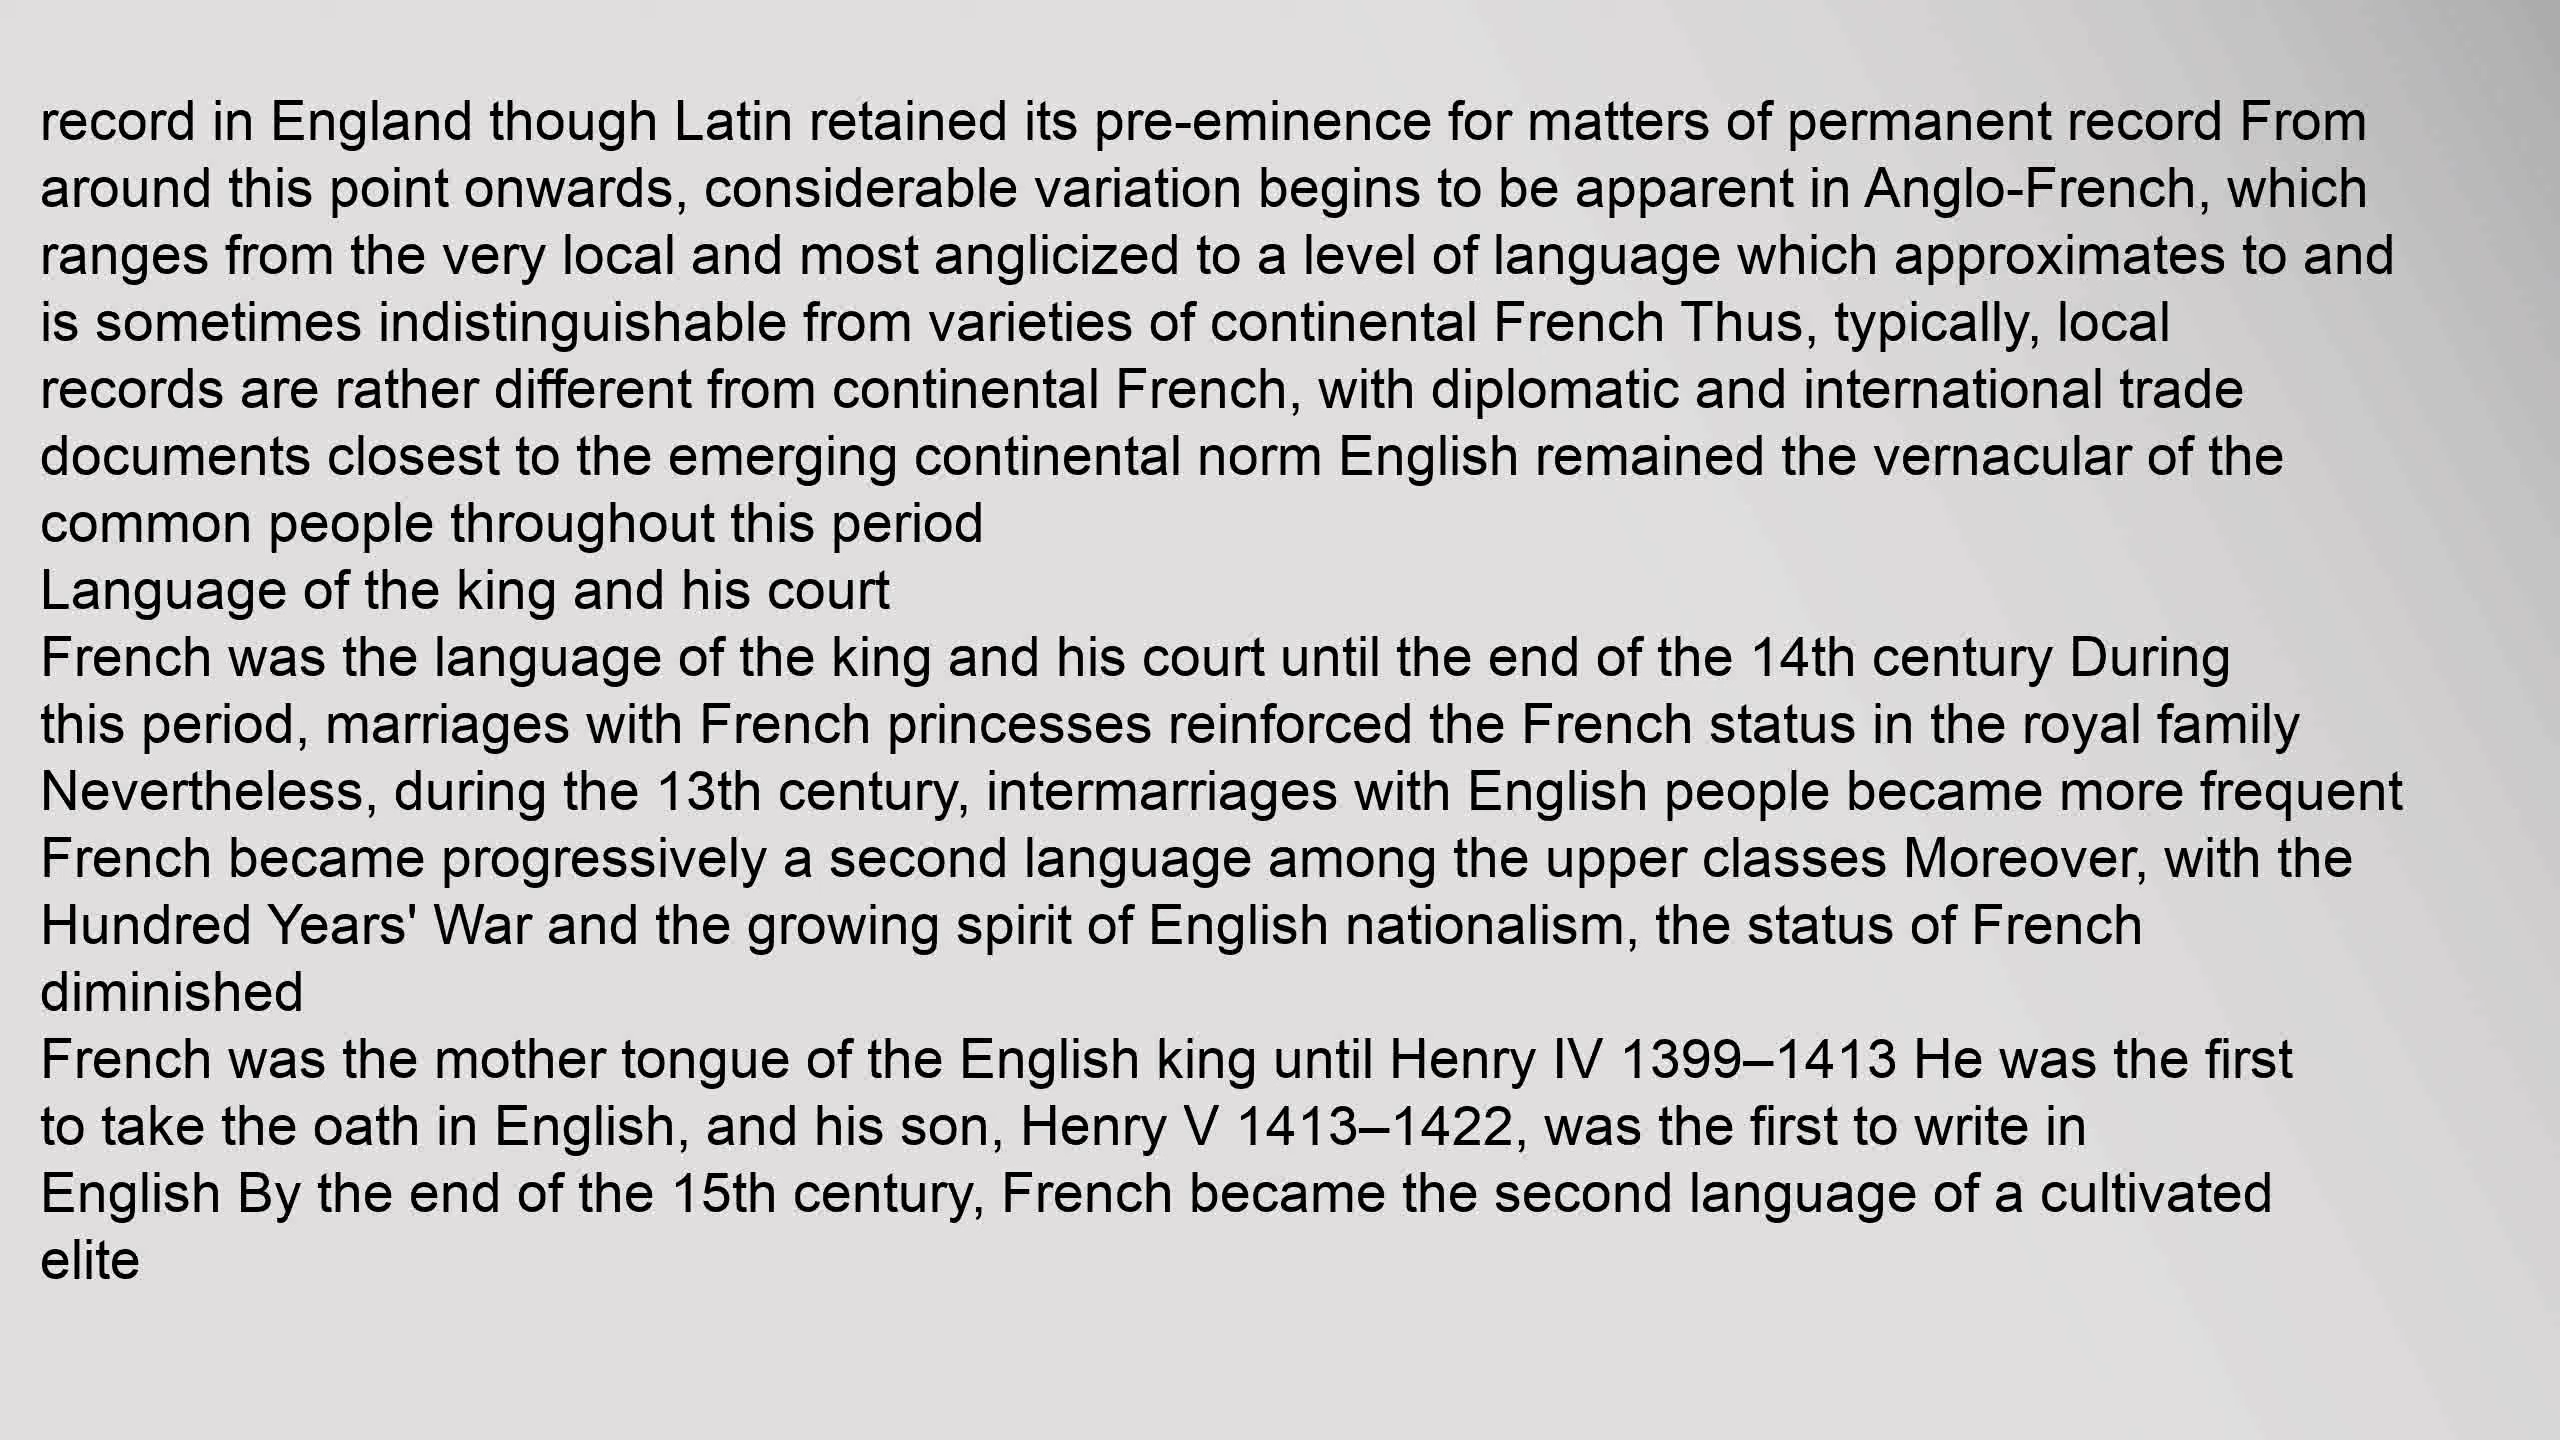 record in England though Latin retained its pre-eminence for matters of permanent record From
around this point onwards, considerable variation begins to be apparent in Anglo-French, which
ranges from the very local and most anglicized to a level of language which approximates to and
is sometimes indistinguishable from varieties of continental French Thus, typically, local
records are rather different from continental French, with diplomatic and international trade
documents closest to the emerging continental norm English remained the vernacular of the
common people throughout this period
Language of the king and his court
French was the language of the king and his court until the end of the 14th century During
this period, marriages with French princesses reinforced the French status in the royal family
Nevertheless, during the 13th century, intermarriages with English people became more frequent
French became progressively a second language among the upper classes Moreover, with the
Hundred Years' War and the growing spirit of English nationalism, the status of French
diminished
French was the mother tongue of the English king until Henry IV 1399–1413 He was the first
to take the oath in English, and his son, Henry V 1413–1422, was the first to write in
English By the end of the 15th century, French became the second language of a cultivated
elite